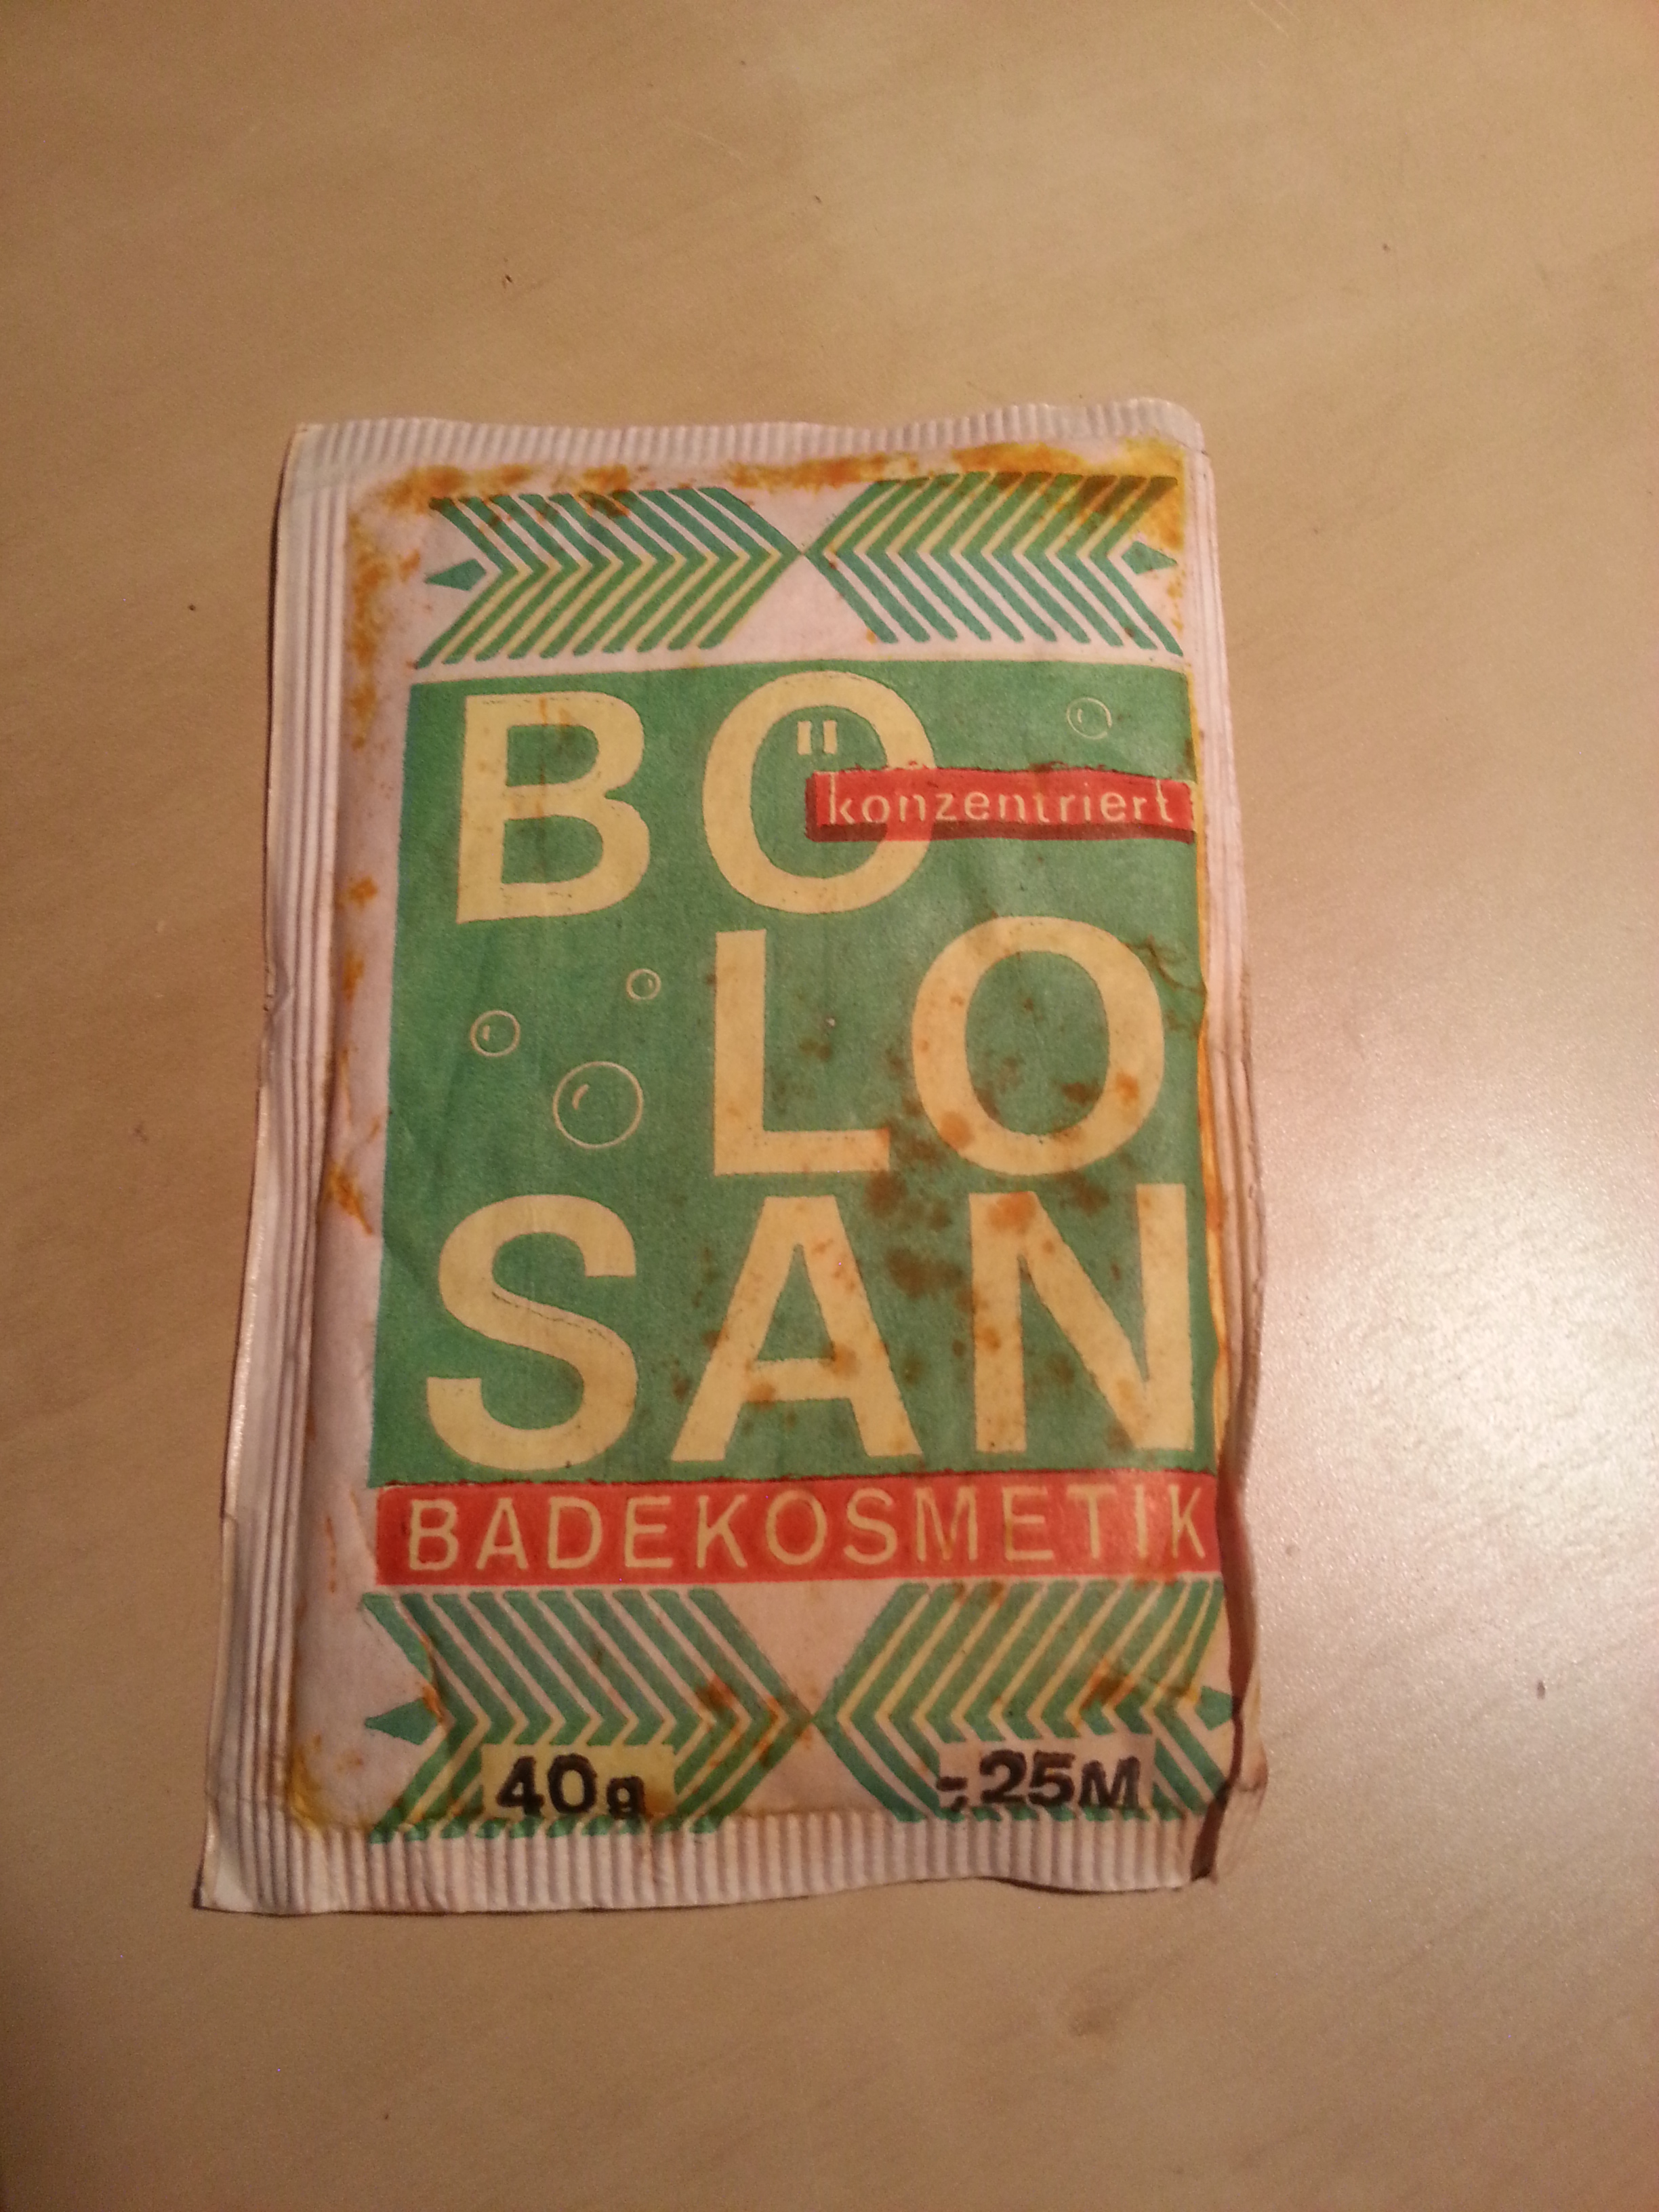 BÖ
konzentriert
LO
SAN
BADEKOSMETIK
40g
-.25M